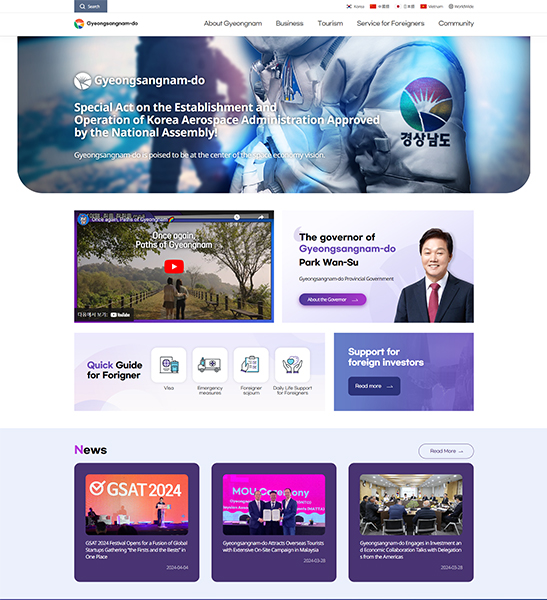 Search
Korea
中國語
日本語
Vietnam
WorldWide
Gyeongsangnam-do
About Gyeongnam
Business
Tourism
Service for Foreigners
Community
Gyeongsangnam-do
Special Act on the Establishment and
Operation of Korea Aerospace Administration Approved
by the National Assembly!
Gyeongsangnam-do is poised to be at the center of the space economy vision.
경상남도
Once again, Paths of Gyeongnam
Once again,
Paths of Gyeongnam
다음에서 보기: YouTube
The governor of
Gyeongsangnam-do
Park Wan-Su
Gyeongsangnam-do Provincial Government
About the Governor
Quick Guide
for Forigner
Visa
Emergency
measures
Foregner
sojourn
Daily Life Support
for Foreigners
Support for
foreign investors
Read more
News
Read More
GSAT 2024
GSAT 2024 Festival Opens for a Fusion of Global
Startups Gathering "the Firsts and the Bests" in
One Place
2024-04-04
MOU Ceremony
Gyeongsangnam-do Attracts Overseas Tourists
with Extensive On-Site Campaign in Malaysia
2024-03-28
Gyeongsangnam-do Engages in Investment an
d Economic Collaboration Talks with Delegation
s from the Americas
2024-03-28